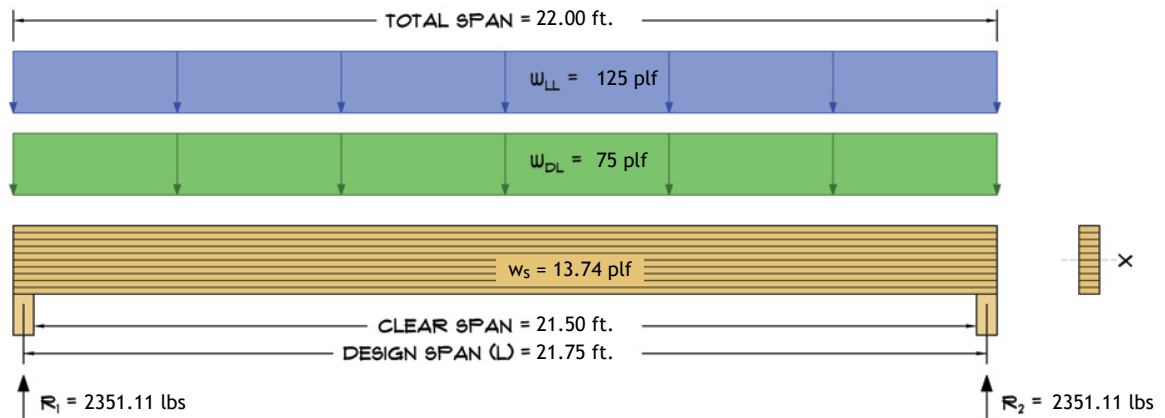 TOTAL SPAN = 22.00 ft.
WLL = 125 plf
WDL = 75 plf
ws = 13.74 plf
X
CLEAR SPAN = 21.50 ft.
DESIGN SPAN (L) = 21.75 ft.
R1 = 2351.11 lbs
R2 = 2351.11 lbs